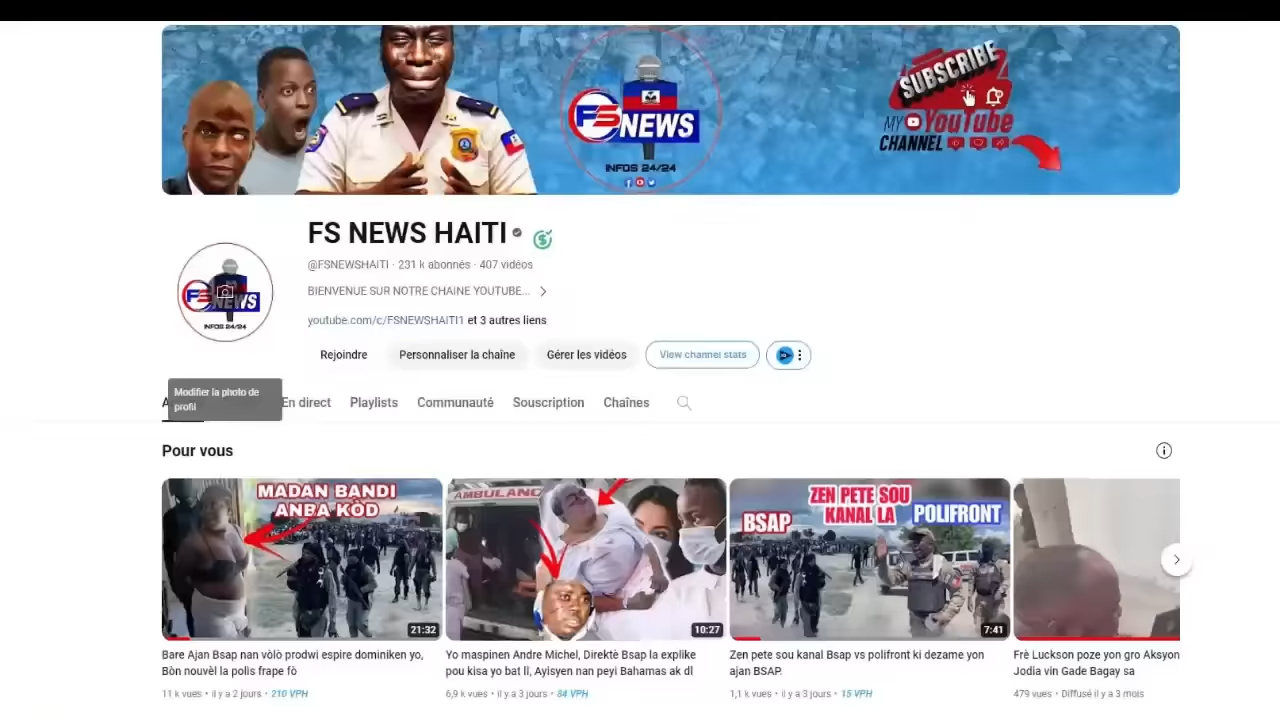 SUBSCRIBE
MY YouTube
CHANNEL
FS NEWS
INFOS 24/24
FS NEWS HAITI
@FSNEWSHAITI · 231 k abonnés · 407 vidéos
BIENVENUE SUR NOTRE CHAINE YOUTUBE...
youtube.com/c/FSNEWSHAITI1 et 3 autres liens
FS NEWS
INFOS 24/24
Rejoindre Personnaliser la chaîne Gérer les vidéos View channel stats
Modifier la photo de
profil
A En direct Playlists Communauté Souscription Chaînes
Pour vous
MADAN BANDI
ANBA KÒD
21:32
AMBULANC
10:27
ZEN PETE SOU
KANAL LA
BSAP
POLIFRONT
7:41
Bare Ajan Bsap nan vòlò prodwi espire dominiken yo,
Bòn nouvèl la polis frape fò
11 k vues • il y a 2 jours • 210 VPH
Yo maspinen Andre Michel, Direktè Bsap la explike
pou kisa yo bat li, Ayisyen nan peyi Bahamas ak dl
6,9 k vues • il y a 3 jours • 84 VPH
Zen pete sou kanal Bsap vs polifront ki dezame yon
ajan BSAP.
1,1 k vues • il y a 3 jours • 15 VPH
Frè Luckson poze yon gro Aksyon
Jodia vin Gade Bagay sa
479 vues • Diffusé il y a 3 mois